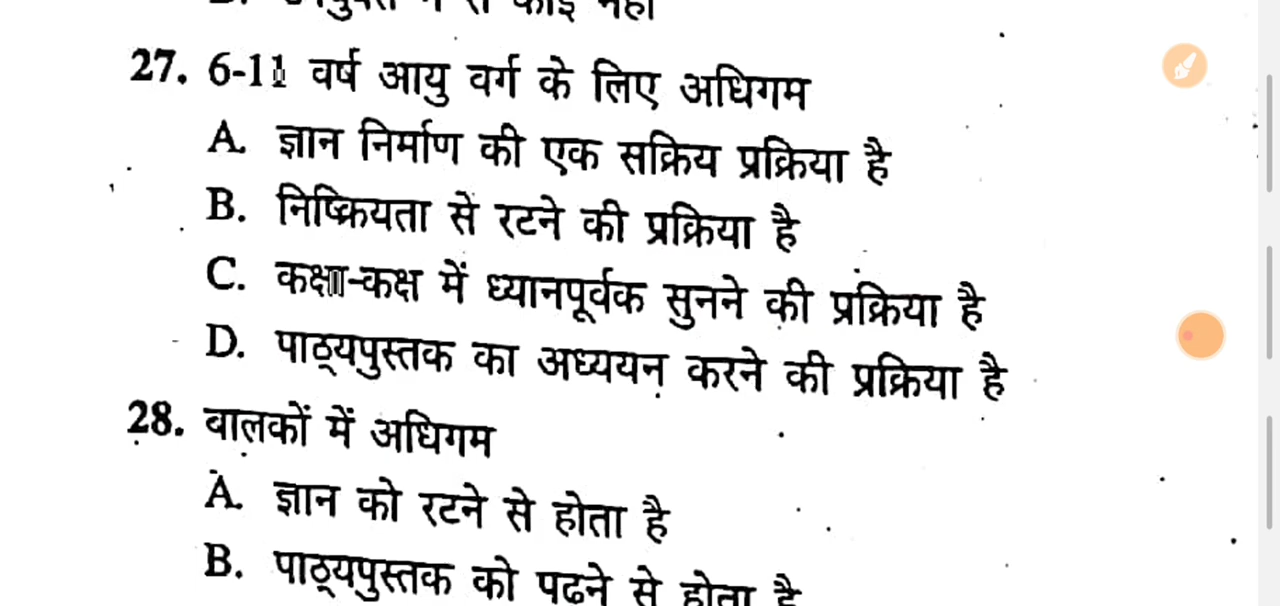 27. 6-11 वर्ष आयु वर्ग के लिए अधिगम
A. ज्ञान निर्माण की एक सक्रिय प्रक्रिया है
B. निष्क्रियता से रटने की प्रक्रिया है
C. कक्षा-कक्ष में ध्यानपूर्वक सुनने की प्रक्रिया है
D. पाठ्यपुस्तक का अध्ययन करने की प्रक्रिया है
28. बालकों में अधिगम
A. ज्ञान को रटने से होता है
B. पाठ्यपुस्तक को पढने से होता है